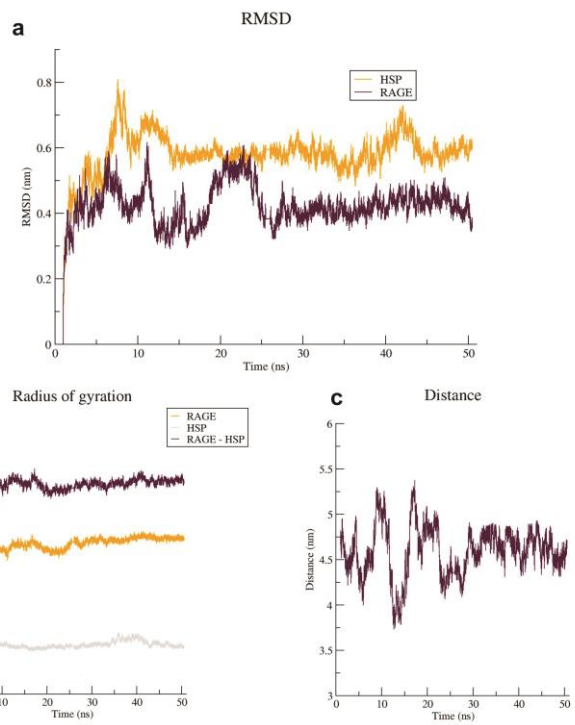 a
RMSD
HSP
RAGE
0.8
0.6
0.4
0.2
0
RMSD (nm)
0 10 20 30 40 50
Time (ns)
Radius of gyration
RAGE
HSP
RAGE - HSP
10 20 30 40 50
Time (ns)
c
Distance
6
5.5
5
4.5
4
3.5
3
Distance (nm)
0 10 20 30 40 50
Time (ns)